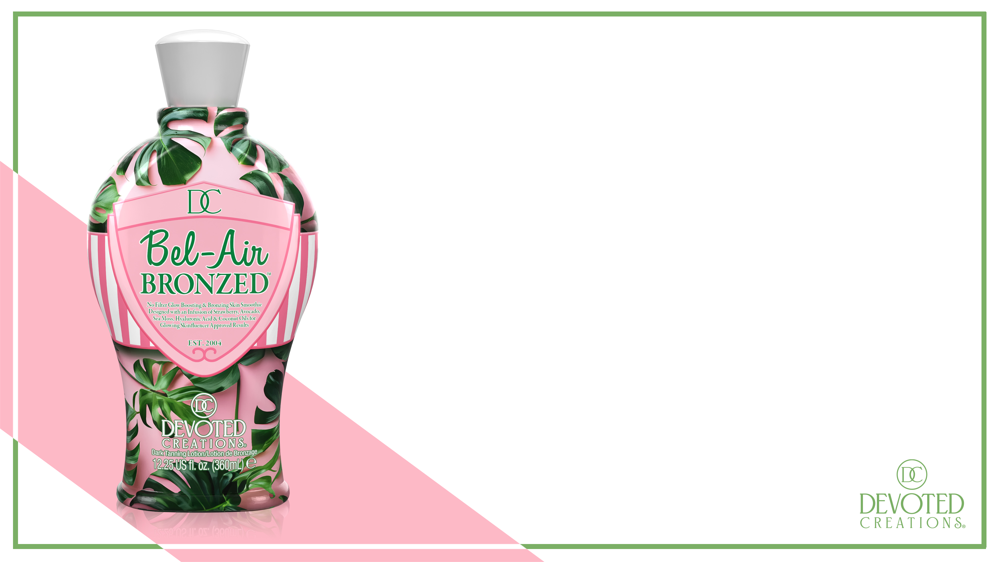 DC
Bel-Air
BRONZED™
No Filter Glow Boosting & Bronzing Skin Smoothie
Designed with an Infusion of Strawberry, Avocado,
Sea Moss, Hyaluronic Acid & Coconut Oils for
Glowing Skinfluencer Approved Results
EST. 2004
DC
DEVOTED
CREATIONS®
Dark Tanning Lotion/Lotion de Bronzage
12.25 US fl. oz. (360mL) ℮
DC
DEVOTED
CREATIONS®